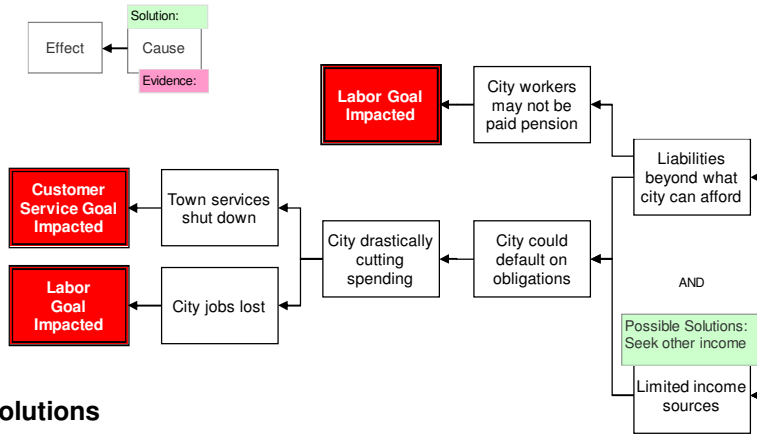 Solution:
Effect
Cause
Evidence:
Labor Goal
Impacted
City workers
may not be
paid pension
Liabilities
beyond what
city can afford
Customer
Service Goal
Impacted
Town services
shut down
City drastically
cutting
spending
City could
default on
obligations
Labor
Goal
Impacted
City jobs lost
AND
Possible Solutions:
Seek other income
Limited income
sources
olutions